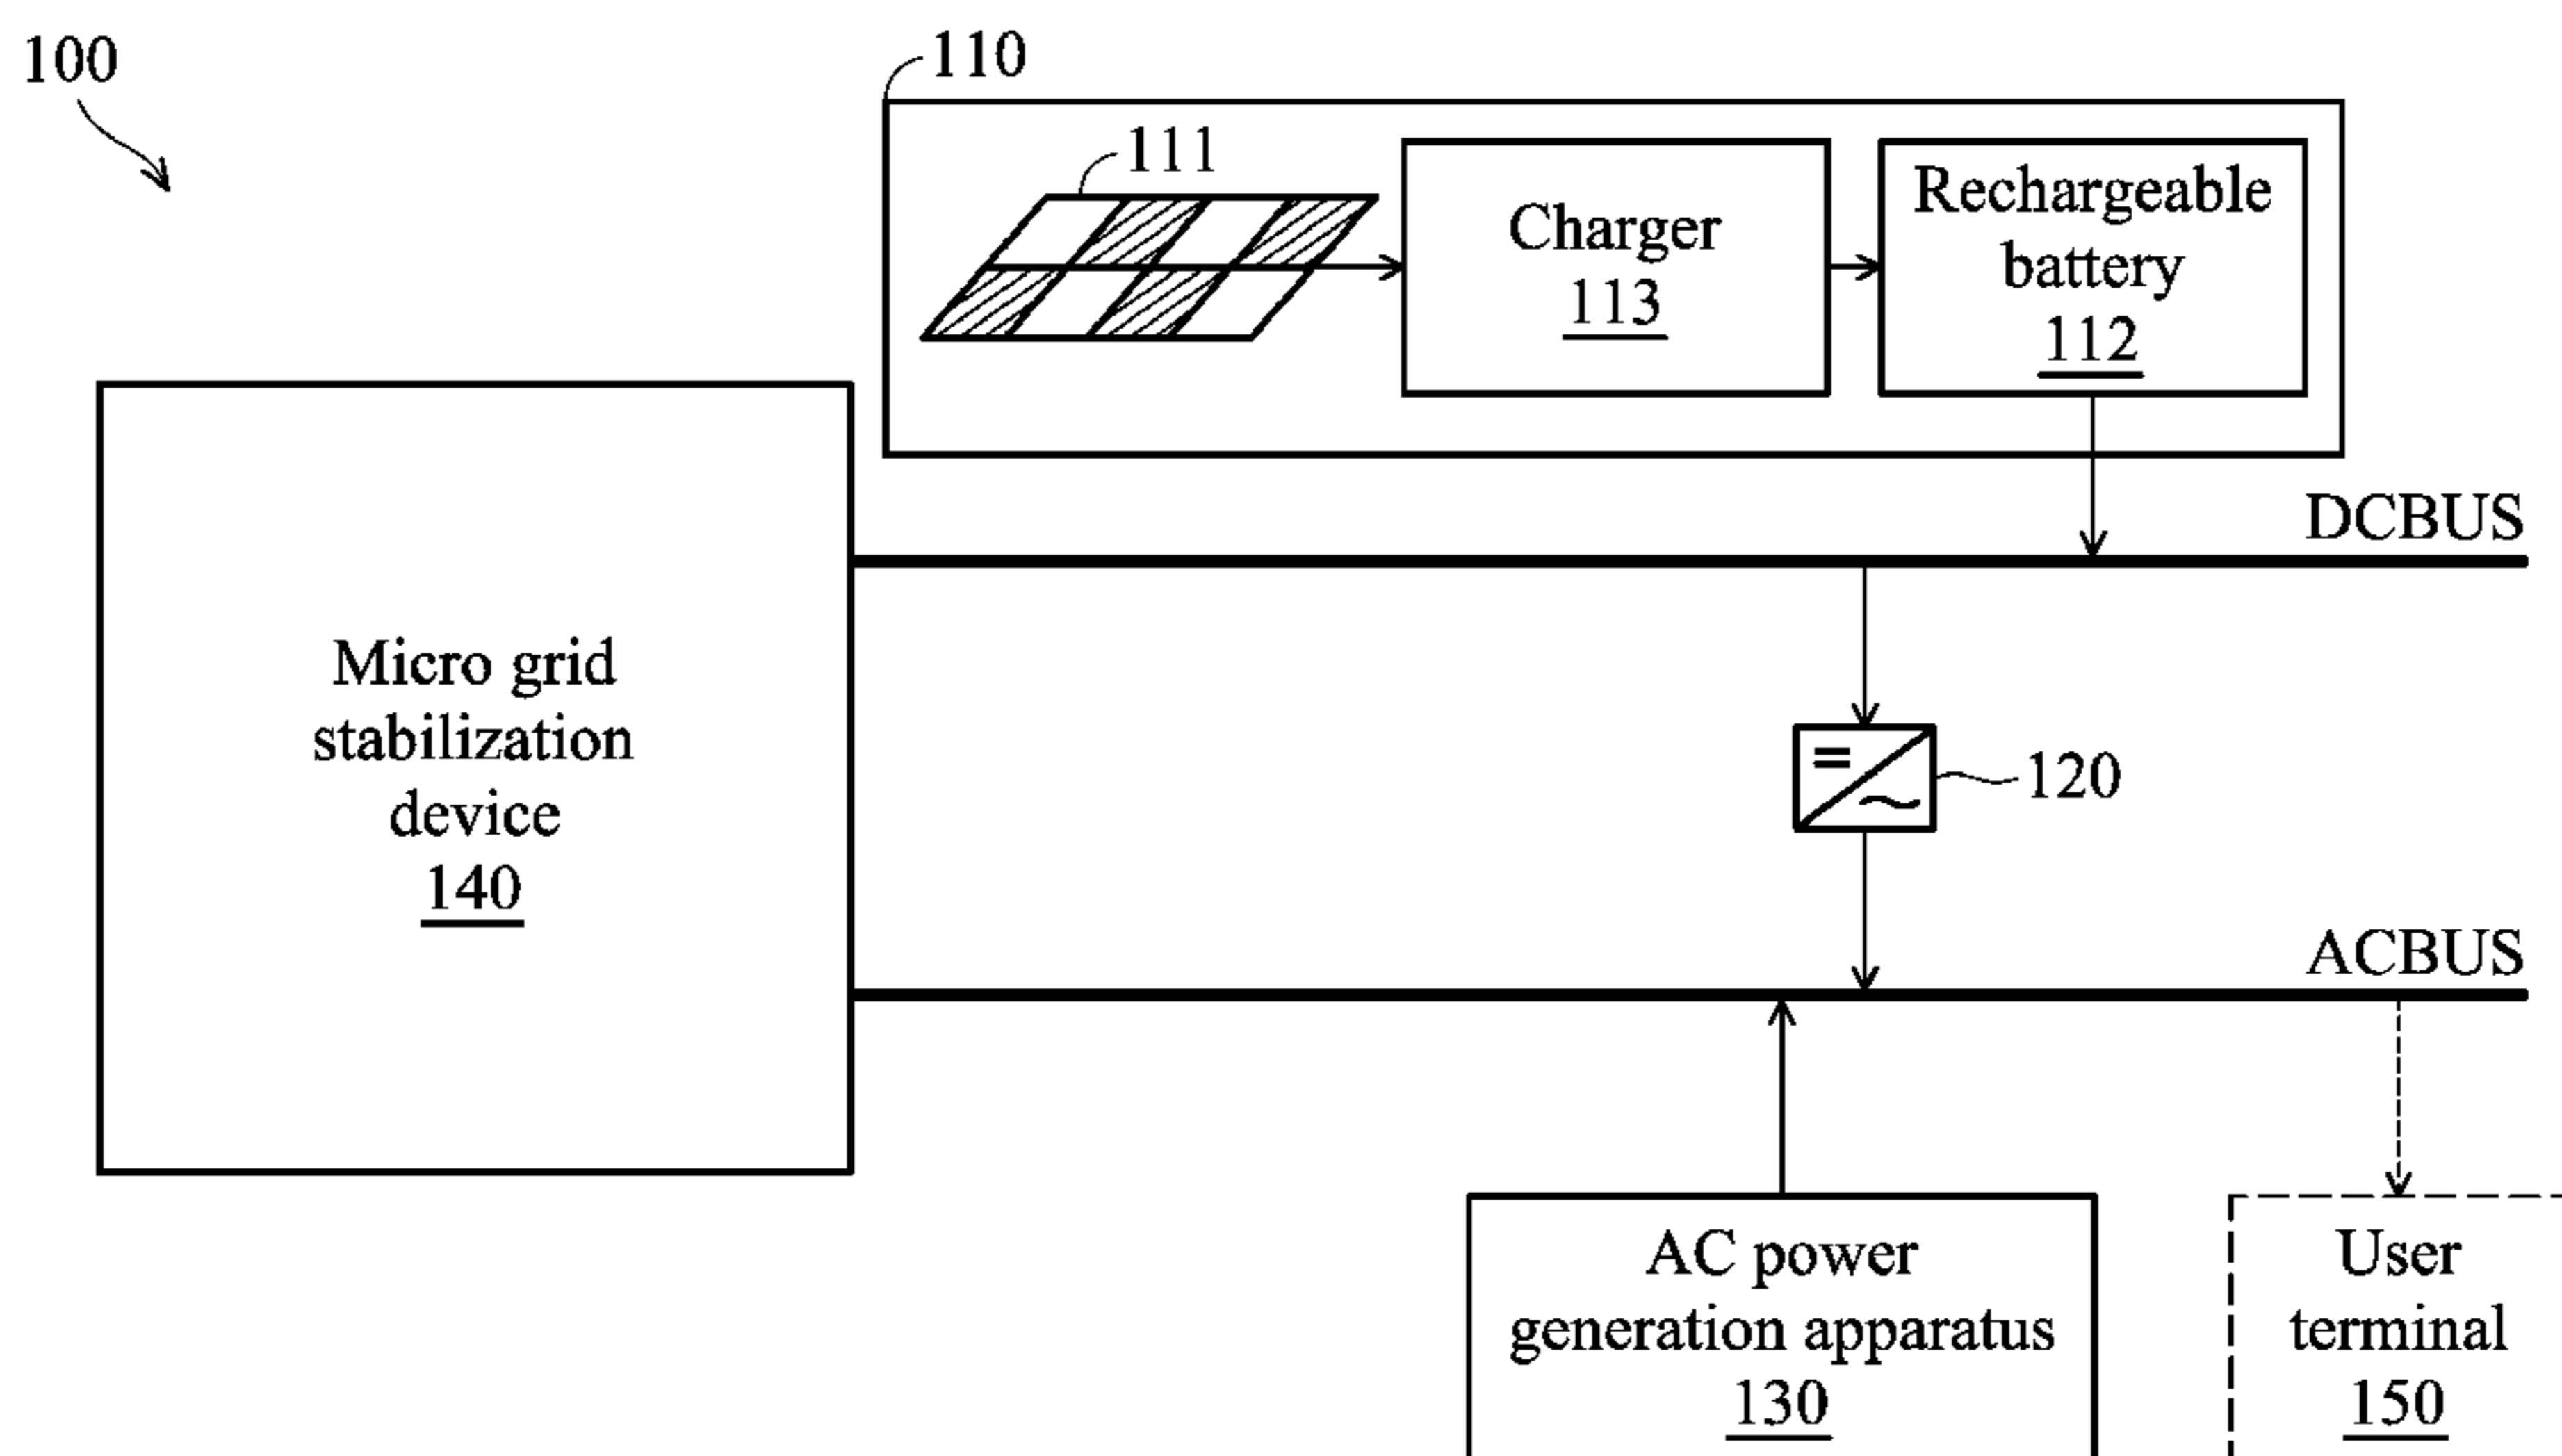 100
110
111
Charger
113
Rechargeable
battery
112
DCBUS
Micro grid
stabilization
device
140
120
ACBUS
AC power
generation apparatus
130
User
terminal
150